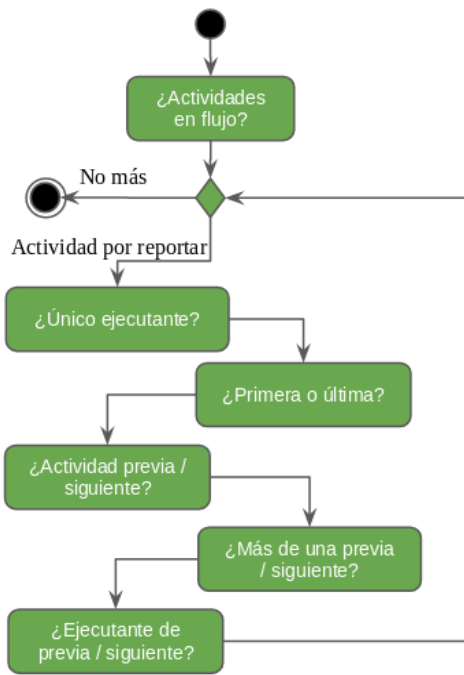 ¿Actividades
en flujo?
No más
Actividad por reportar
¿Único ejecutante?
¿Primera o última?
¿Actividad previa /
siguiente?
¿Más de una previa
/ siguiente?
¿Ejecutante de
previa / siguiente?